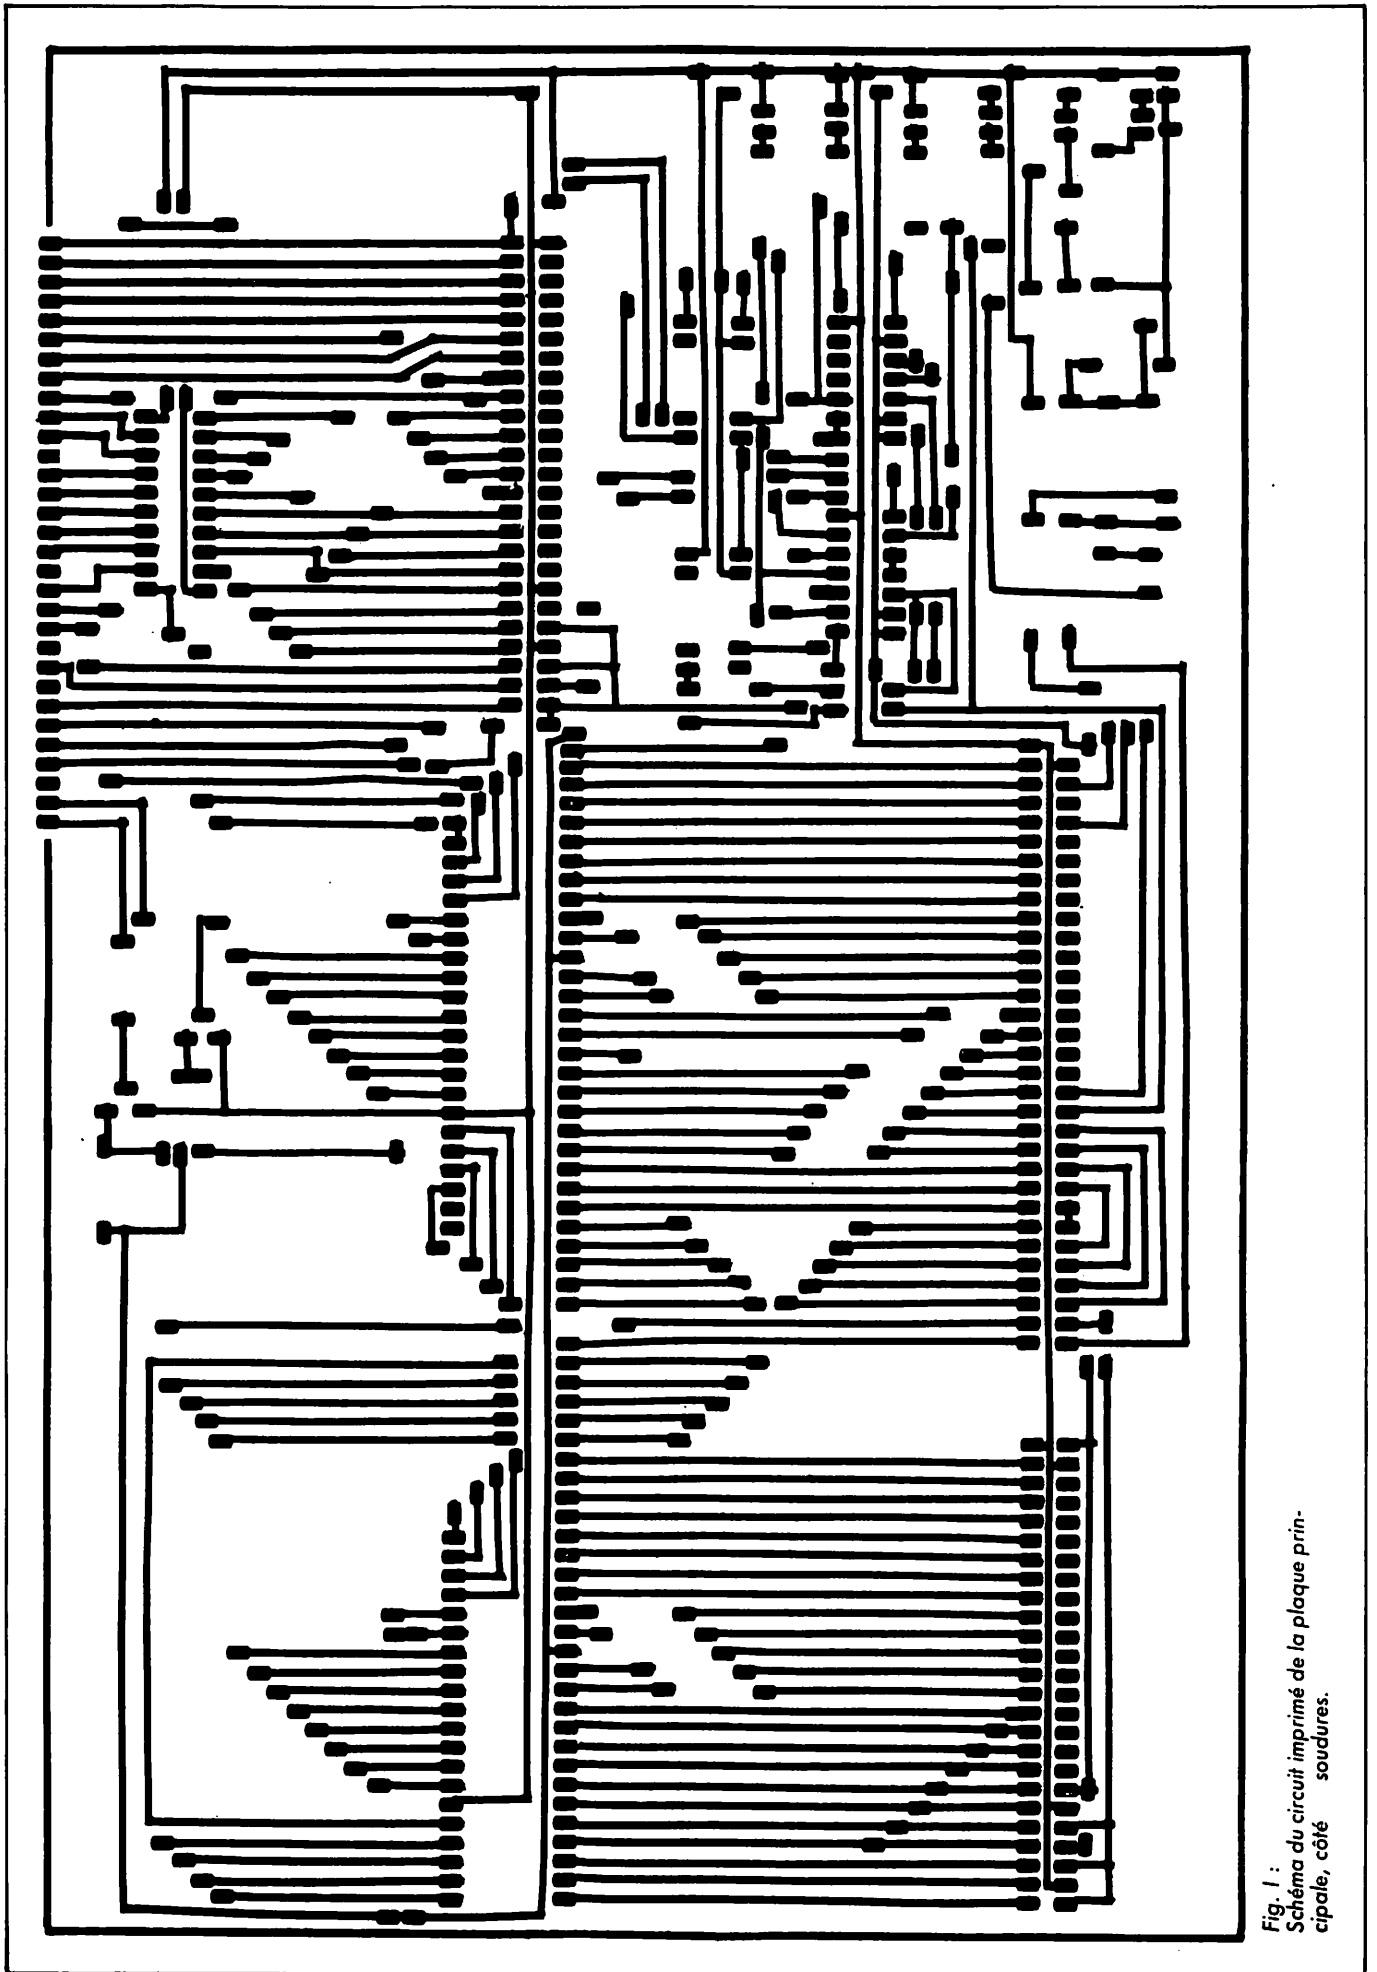 Fig. 1 :
Schéma du circuit imprimé de la plaque prin-
cipale, côté soudures.